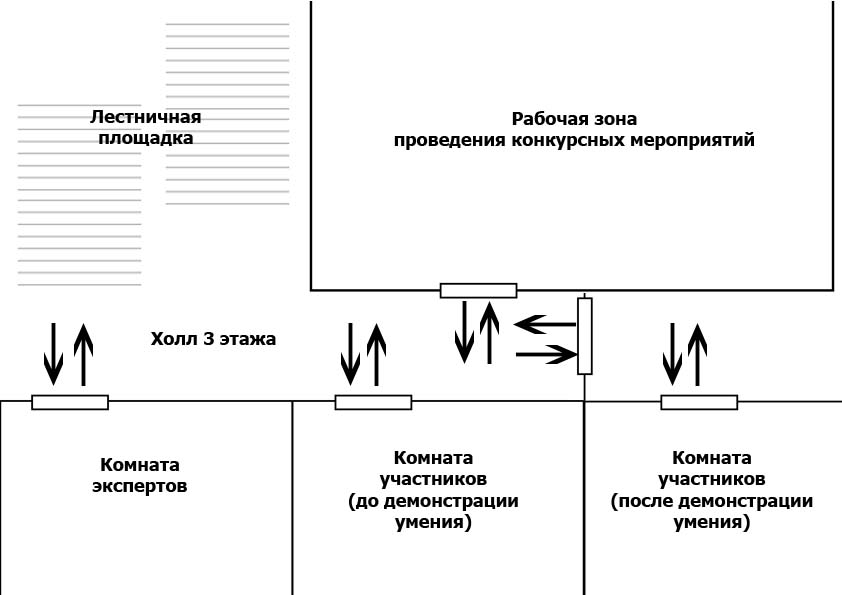 Лестничная
площадка
Рабочая зона
проведения конкурсных мероприятий
Холл 3 этажа
Комната
экспертов
Комната
участников
(до демонстрации
умения)
Комната
участников
(после демонстрации
умения)